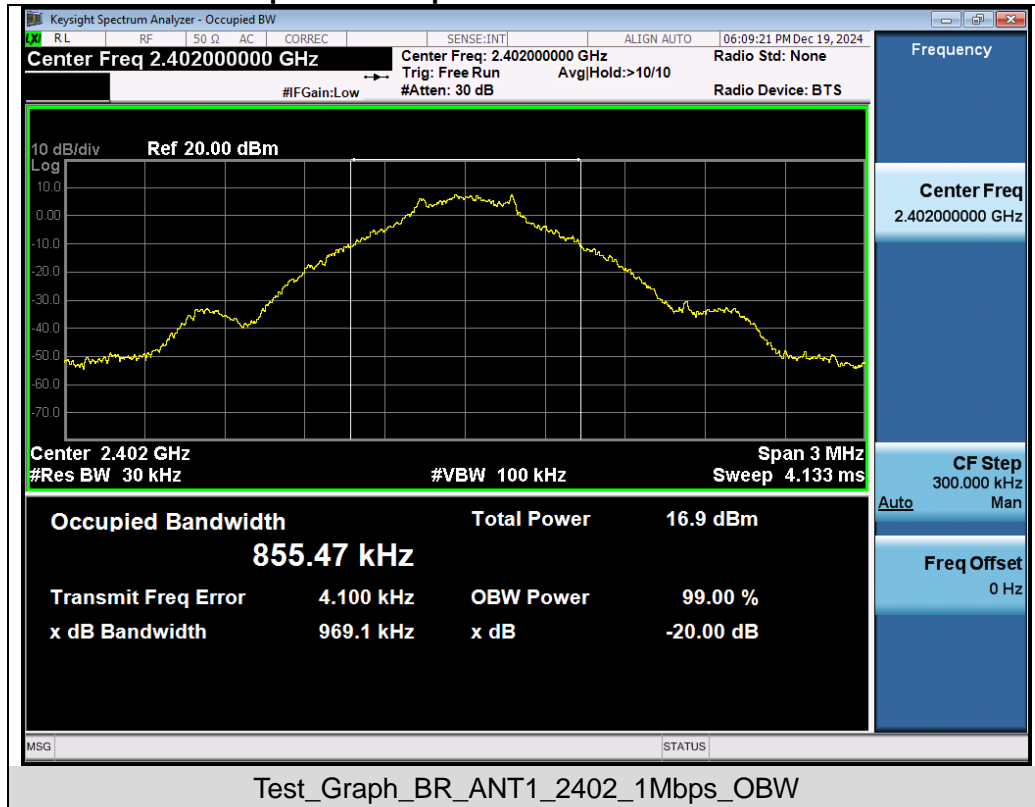 Keysight Spectrum Analyzer - Occupied BW
LXI RL RF 50 Ω AC CORREC SENSE:INT ALIGN AUTO 06:09:21 PM Dec 19, 2024
Center Freq 2.402000000 GHz
Center Freq: 2.402000000 GHz Radio Std: None
Trig: Free Run Avg|Hold:>10/10
#IFGain:Low #Atten: 30 dB Radio Device: BTS
10 dB/div Ref 20.00 dBm
Log
10.0
0.00
-10.0
-20.0
-30.0
-40.0
-50.0
-60.0
-70.0
Center 2.402 GHz Span 3 MHz
#Res BW 30 kHz #VBW 100 kHz Sweep 4.133 ms
Occupied Bandwidth Total Power 16.9 dBm
855.47 kHz
Transmit Freq Error 4.100 kHz OBW Power 99.00 %
x dB Bandwidth 969.1 kHz x dB -20.00 dB
MSG STATUS
Frequency
Center Freq
2.402000000 GHz
CF Step
300.000 kHz
Auto Man
Freq Offset
0 Hz
Test_Graph_BR_ANT1_2402_1Mbps_OBW